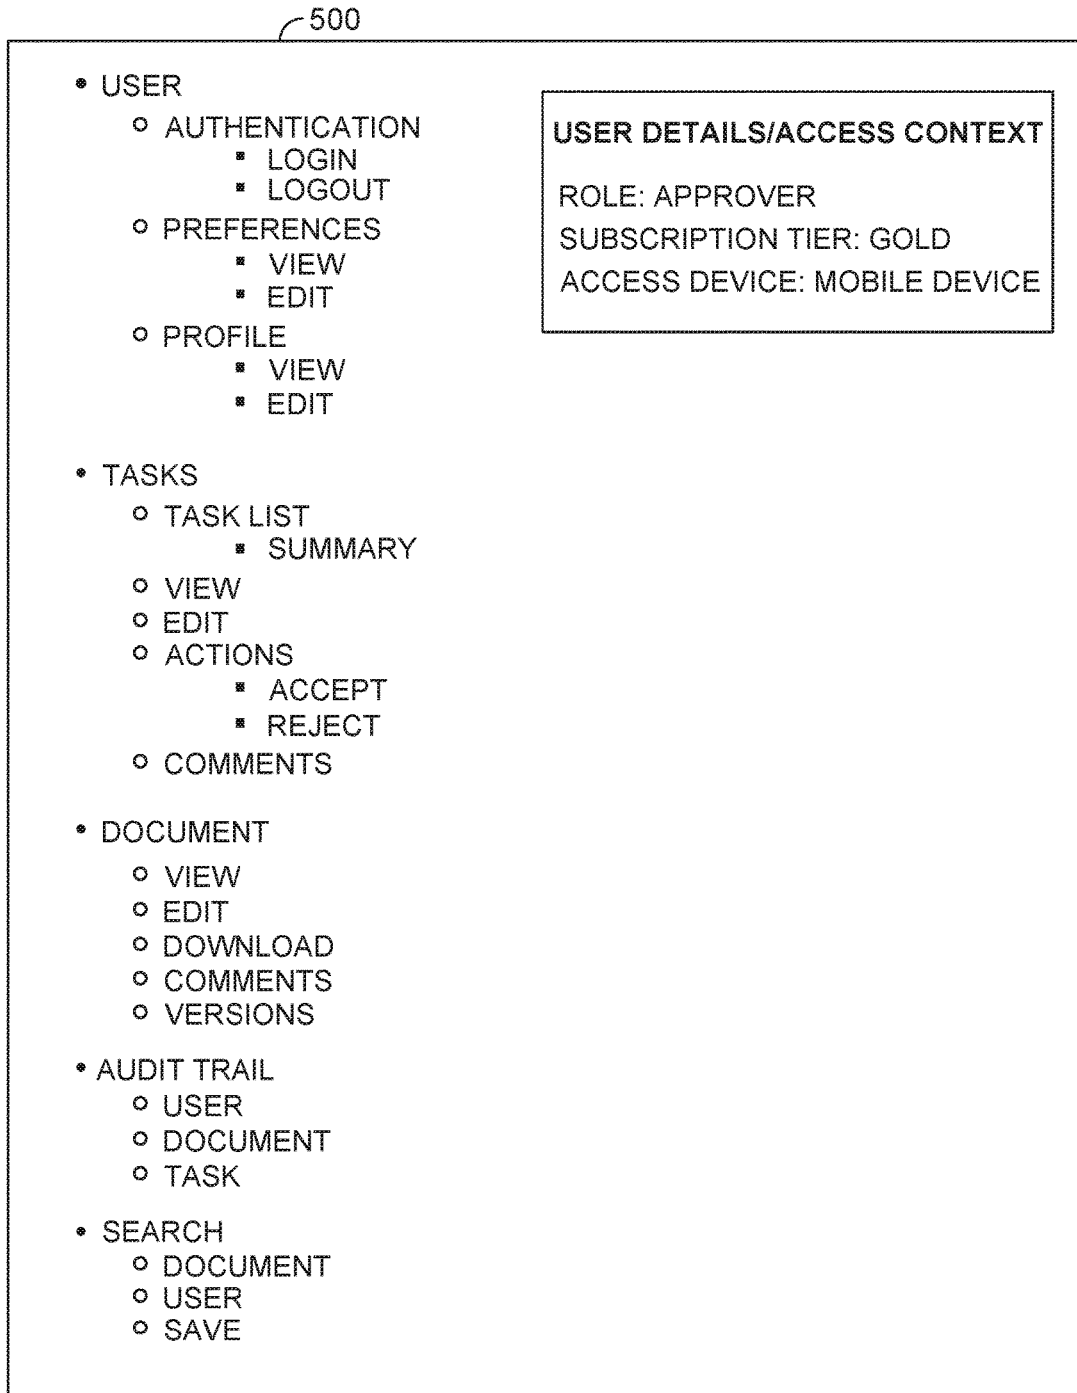 500
• USER
○ AUTHENTICATION
▪ LOGIN
▪ LOGOUT
○ PREFERENCES
▪ VIEW
▪ EDIT
○ PROFILE
▪ VIEW
▪ EDIT
USER DETAILS/ACCESS CONTEXT
ROLE: APPROVER
SUBSCRIPTION TIER: GOLD
ACCESS DEVICE: MOBILE DEVICE
• TASKS
○ TASK LIST
▪ SUMMARY
○ VIEW
○ EDIT
○ ACTIONS
▪ ACCEPT
▪ REJECT
○ COMMENTS
• DOCUMENT
○ VIEW
○ EDIT
○ DOWNLOAD
○ COMMENTS
○ VERSIONS
• AUDIT TRAIL
○ USER
○ DOCUMENT
○ TASK
• SEARCH
○ DOCUMENT
○ USER
○ SAVE